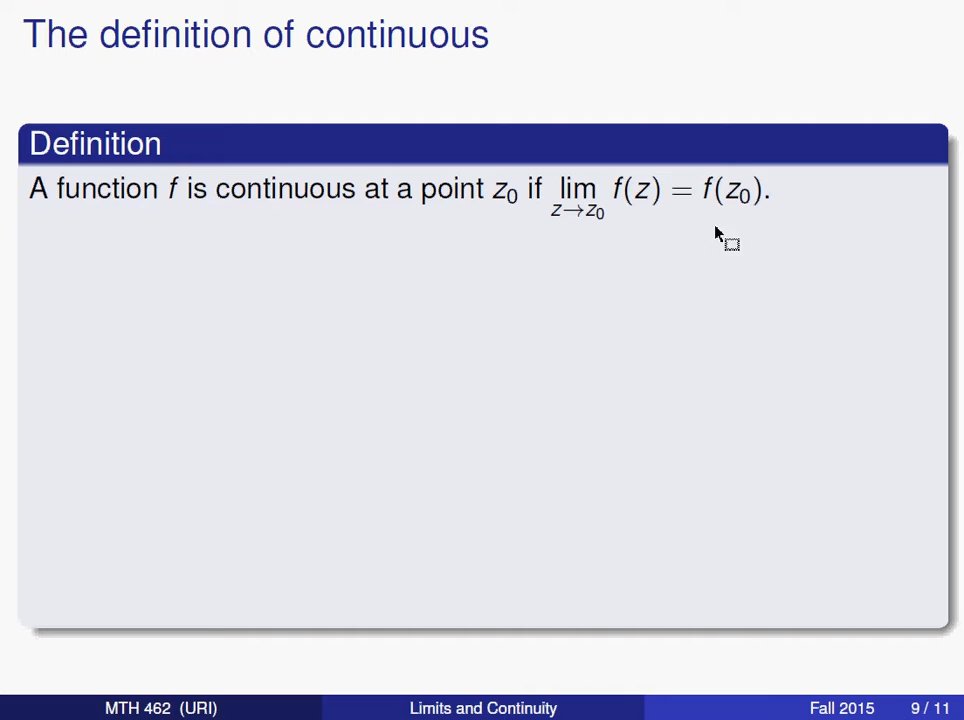 The definition of continuous
Definition
A function f is continuous at a point z₀ if lim f(z) = f(z₀).
z→z₀
MTH 462 (URI) Limits and Continuity Fall 2015 9 / 11